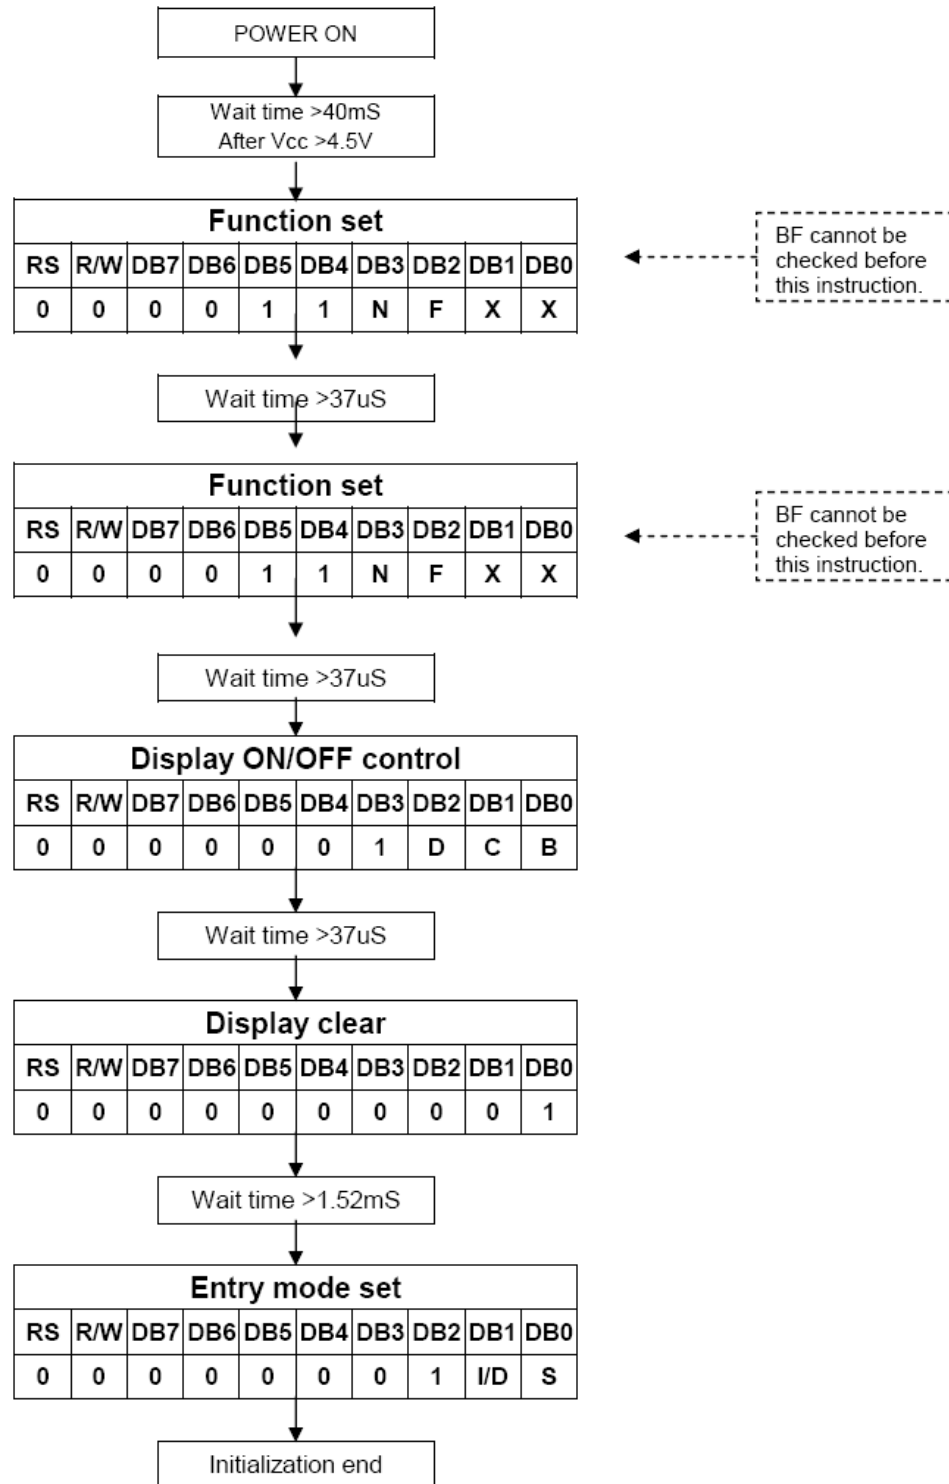 POWER ON
Wait time >40mS
After Vcc >4.5V
Function set
RS R/W DB7 DB6 DB5 DB4 DB3 DB2 DB1 DB0
0 0 0 0 1 1 N F X X
BF cannot be
checked before
this instruction.
Wait time >37uS
Function set
RS R/W DB7 DB6 DB5 DB4 DB3 DB2 DB1 DB0
0 0 0 0 1 1 N F X X
BF cannot be
checked before
this instruction.
Wait time >37uS
Display ON/OFF control
RS R/W DB7 DB6 DB5 DB4 DB3 DB2 DB1 DB0
0 0 0 0 0 0 1 D C B
Wait time >37uS
Display clear
RS R/W DB7 DB6 DB5 DB4 DB3 DB2 DB1 DB0
0 0 0 0 0 0 0 0 0 1
Wait time >1.52mS
Entry mode set
RS R/W DB7 DB6 DB5 DB4 DB3 DB2 DB1 DB0
0 0 0 0 0 0 0 1 I/D S
Initialization end